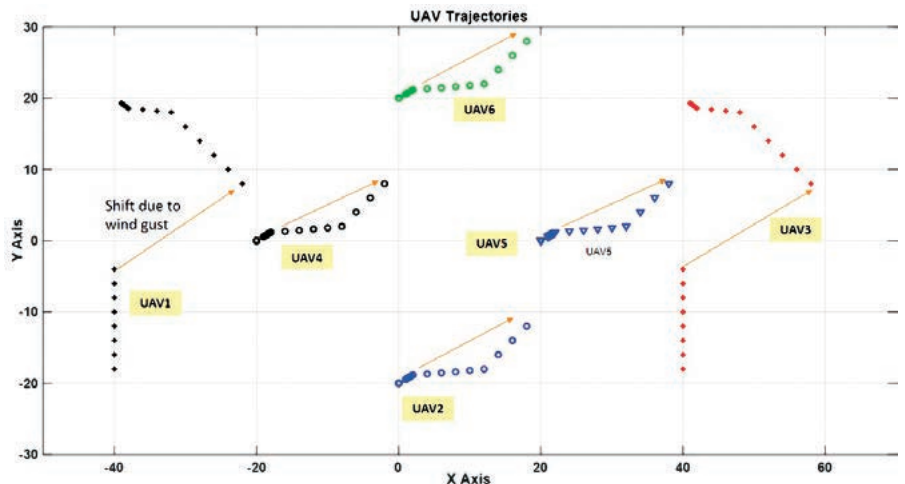 UAV Trajectories
30
20
10
0
-10
-20
-30
Y Axis
-40
-20
0
20
40
60
X Axis
UAV6
Shift due to
wind gust
UAV4
UAV5
UAV5
UAV3
UAV1
UAV2